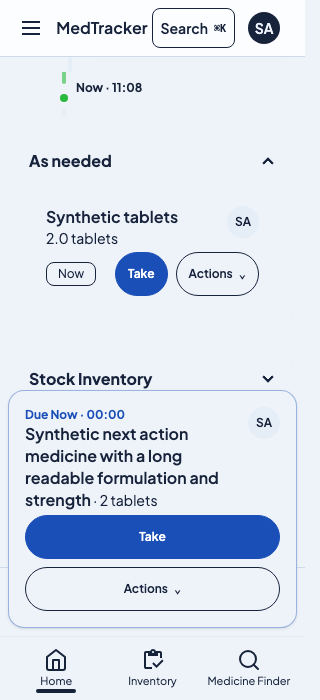 MedTracker
Search ⌘K
SA
Now · 11:08
As needed
Synthetic tablets
SA
2.0 tablets
Now
Take
Actions
Stock Inventory
Due Now · 00:00
SA
Synthetic next action
medicine with a long
readable formulation and
strength · 2 tablets
Take
Actions
Home
Inventory
Medicine Finder